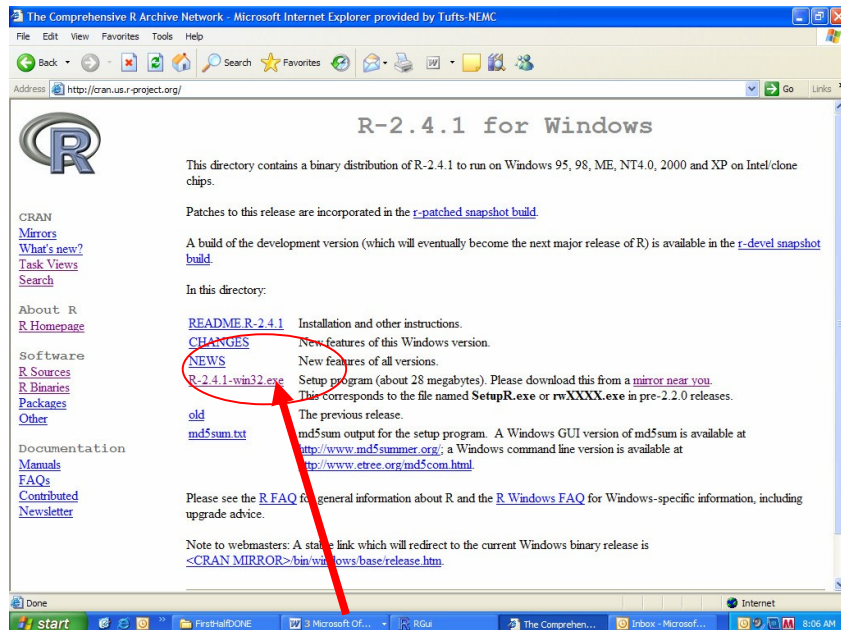 The Comprehensive R Archive Network - Microsoft Internet Explorer provided by Tufts-NEMC
File Edit View Favorites Tools Help
Back Search Favorites
Address http://cran.us.r-project.org/ Go Links
R
R-2.4.1 for Windows
This directory contains a binary distribution of R-2.4.1 to run on Windows 95, 98, ME, NT4.0, 2000 and XP on Intel/clone
chips.
Patches to this release are incorporated in the r-patched snapshot build.
A build of the development version (which will eventually become the next major release of R) is available in the r-devel snapshot
build.
In this directory:
README.R-2.4.1 Installation and other instructions.
CHANGES New features of this Windows version.
NEWS New features of all versions.
R-2.4.1-win32.exe Setup program (about 28 megabytes). Please download this from a mirror near you.
This corresponds to the file named SetupR.exe or rwXXXX.exe in pre-2.2.0 releases.
old The previous release.
md5sum.txt md5sum output for the setup program. A Windows GUI version of md5sum is available at
http://www.md5summer.org/; a Windows command line version is available at
http://www.etree.org/md5com.html.
Please see the R FAQ for general information about R and the R Windows FAQ for Windows-specific information, including
upgrade advice.
Note to webmasters: A stable link which will redirect to the current Windows binary release is
<CRAN MIRROR>/bin/windows/base/release.htm.
CRAN
Mirrors
What's new?
Task Views
Search
About R
R Homepage
Software
R Sources
R Binaries
Packages
Other
Documentation
Manuals
FAQs
Contributed
Newsletter
Done Internet
start FirstHalfDONE 3 Microsoft Of... RGui The Comprehen... Inbox - Microsof... 8:06 AM